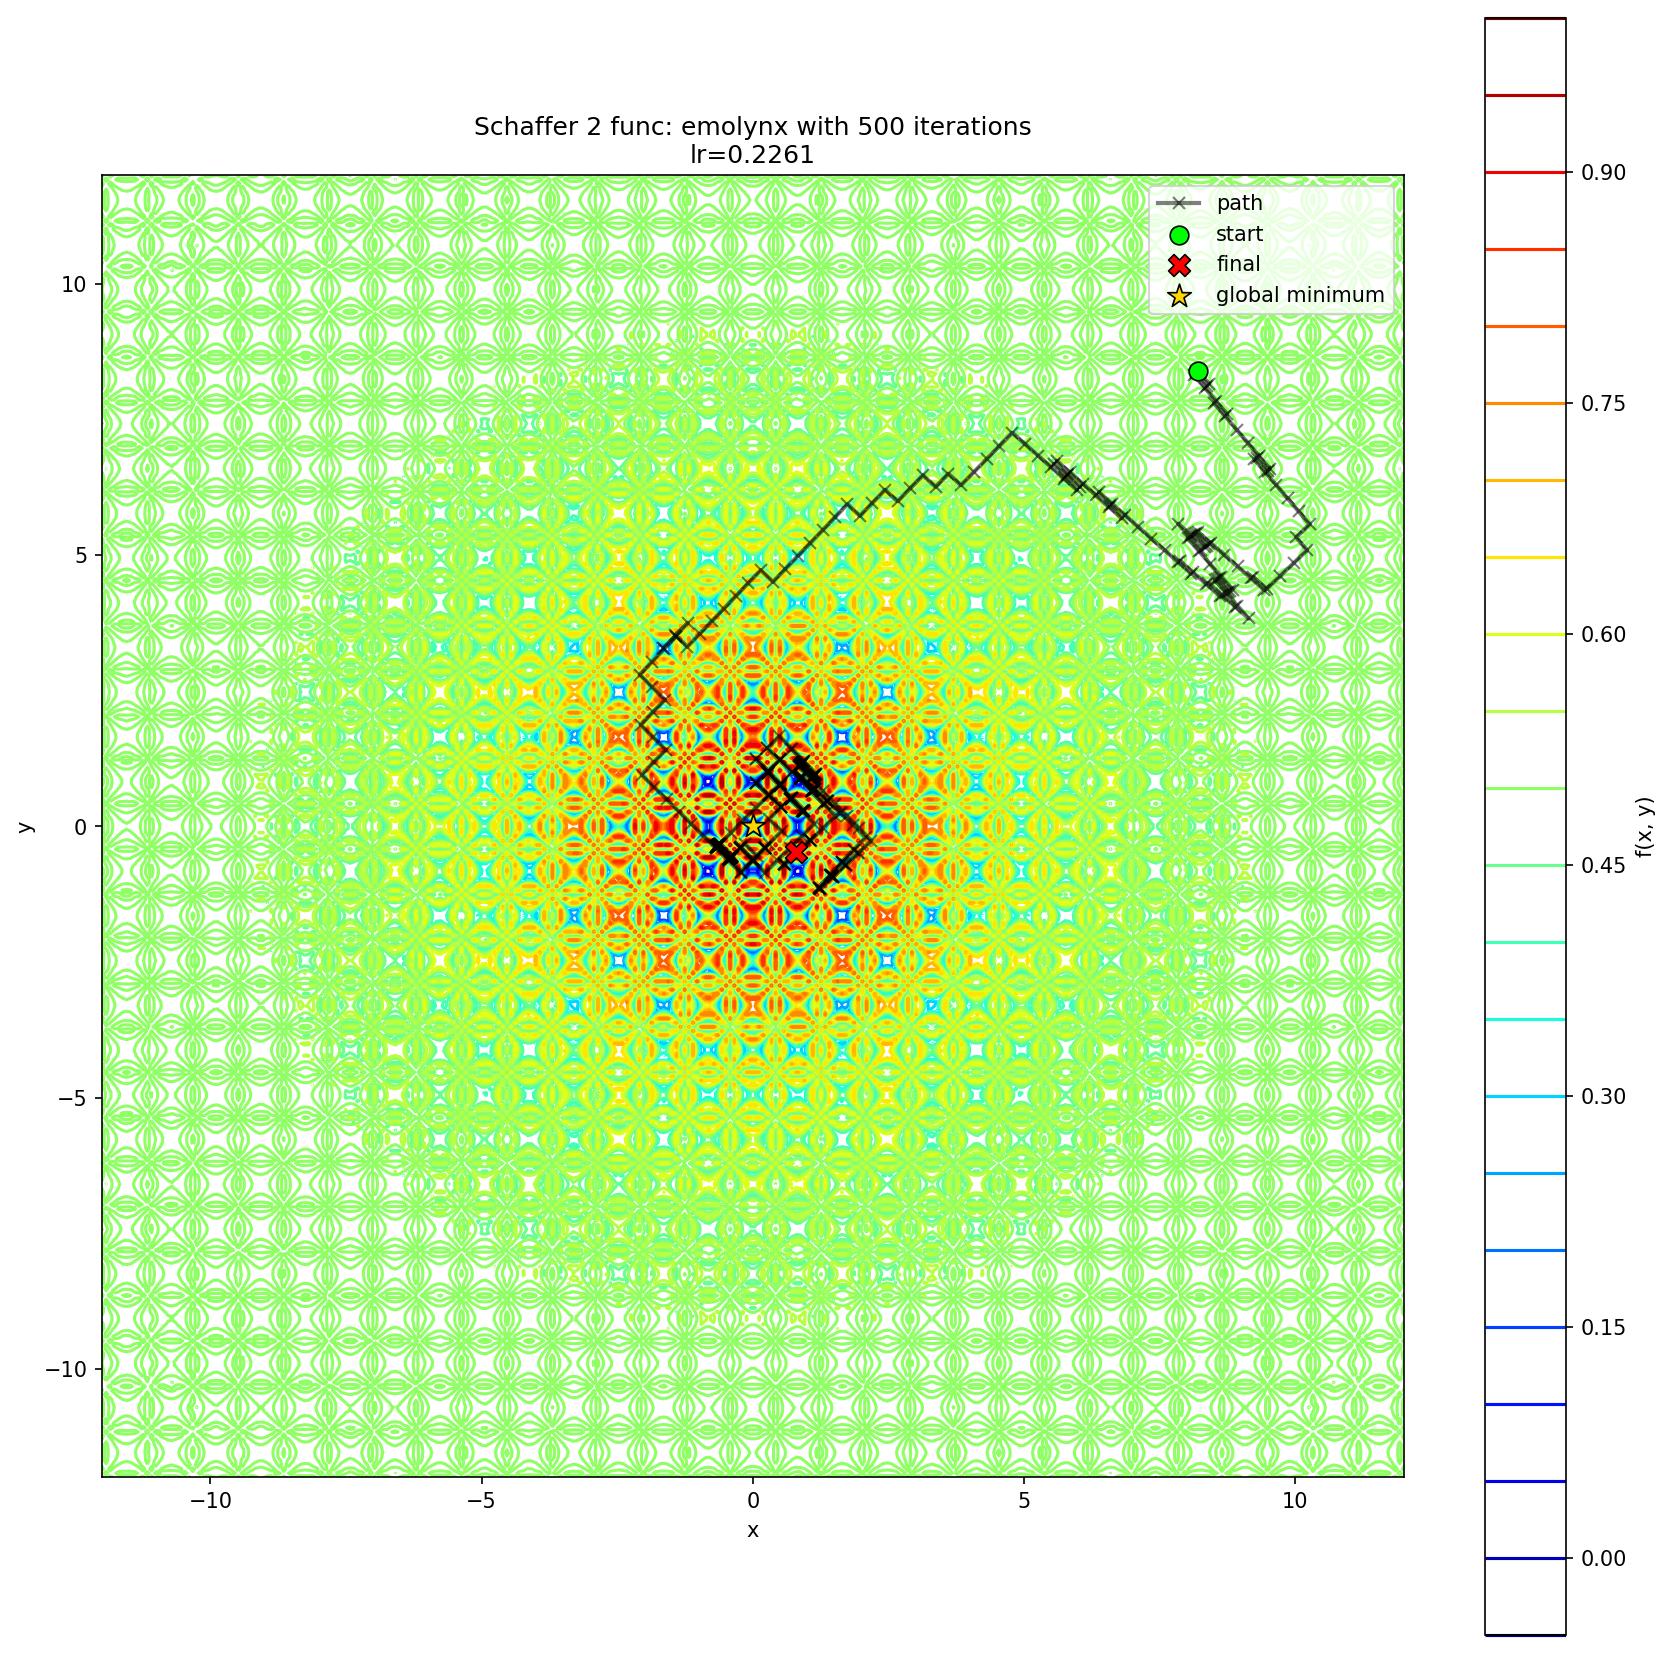 Schaffer 2 func: emolynx with 500 iterations
lr=0.2261
path
start
final
global minimum
10
5
0
−5
−10
y
−10
−5
0
5
10
x
0.90
0.75
0.60
0.45
0.30
0.15
0.00
f(x, y)